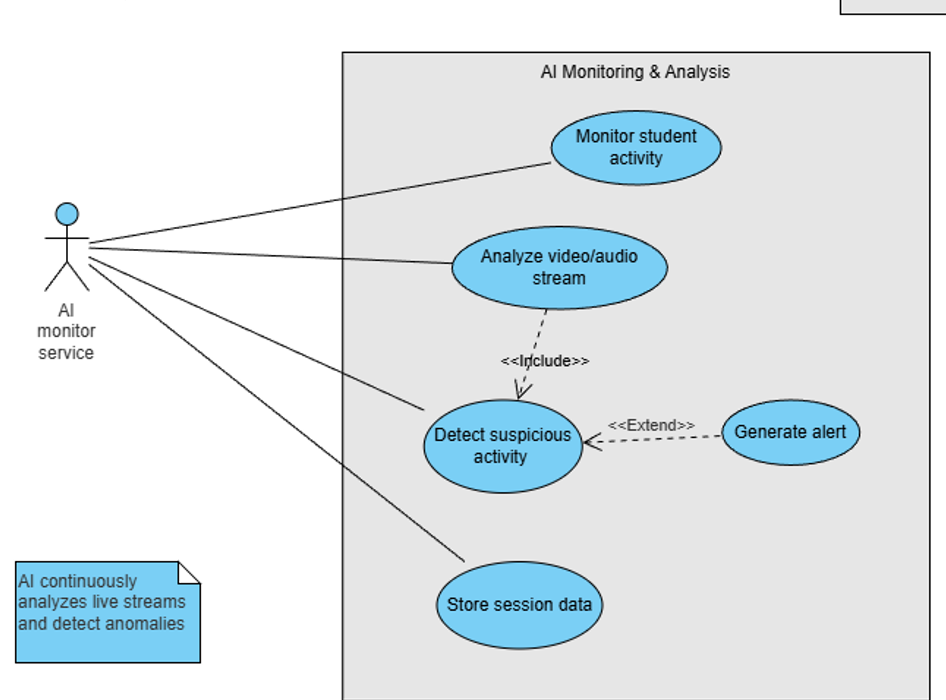 AI Monitoring & Analysis
Monitor student
activity
Analyze video/audio
stream
AI
monitor
service
<<Include>>
Detect suspicious
activity
<<Extend>>
Generate alert
AI continuously
analyzes live streams
and detect anomalies
Store session data